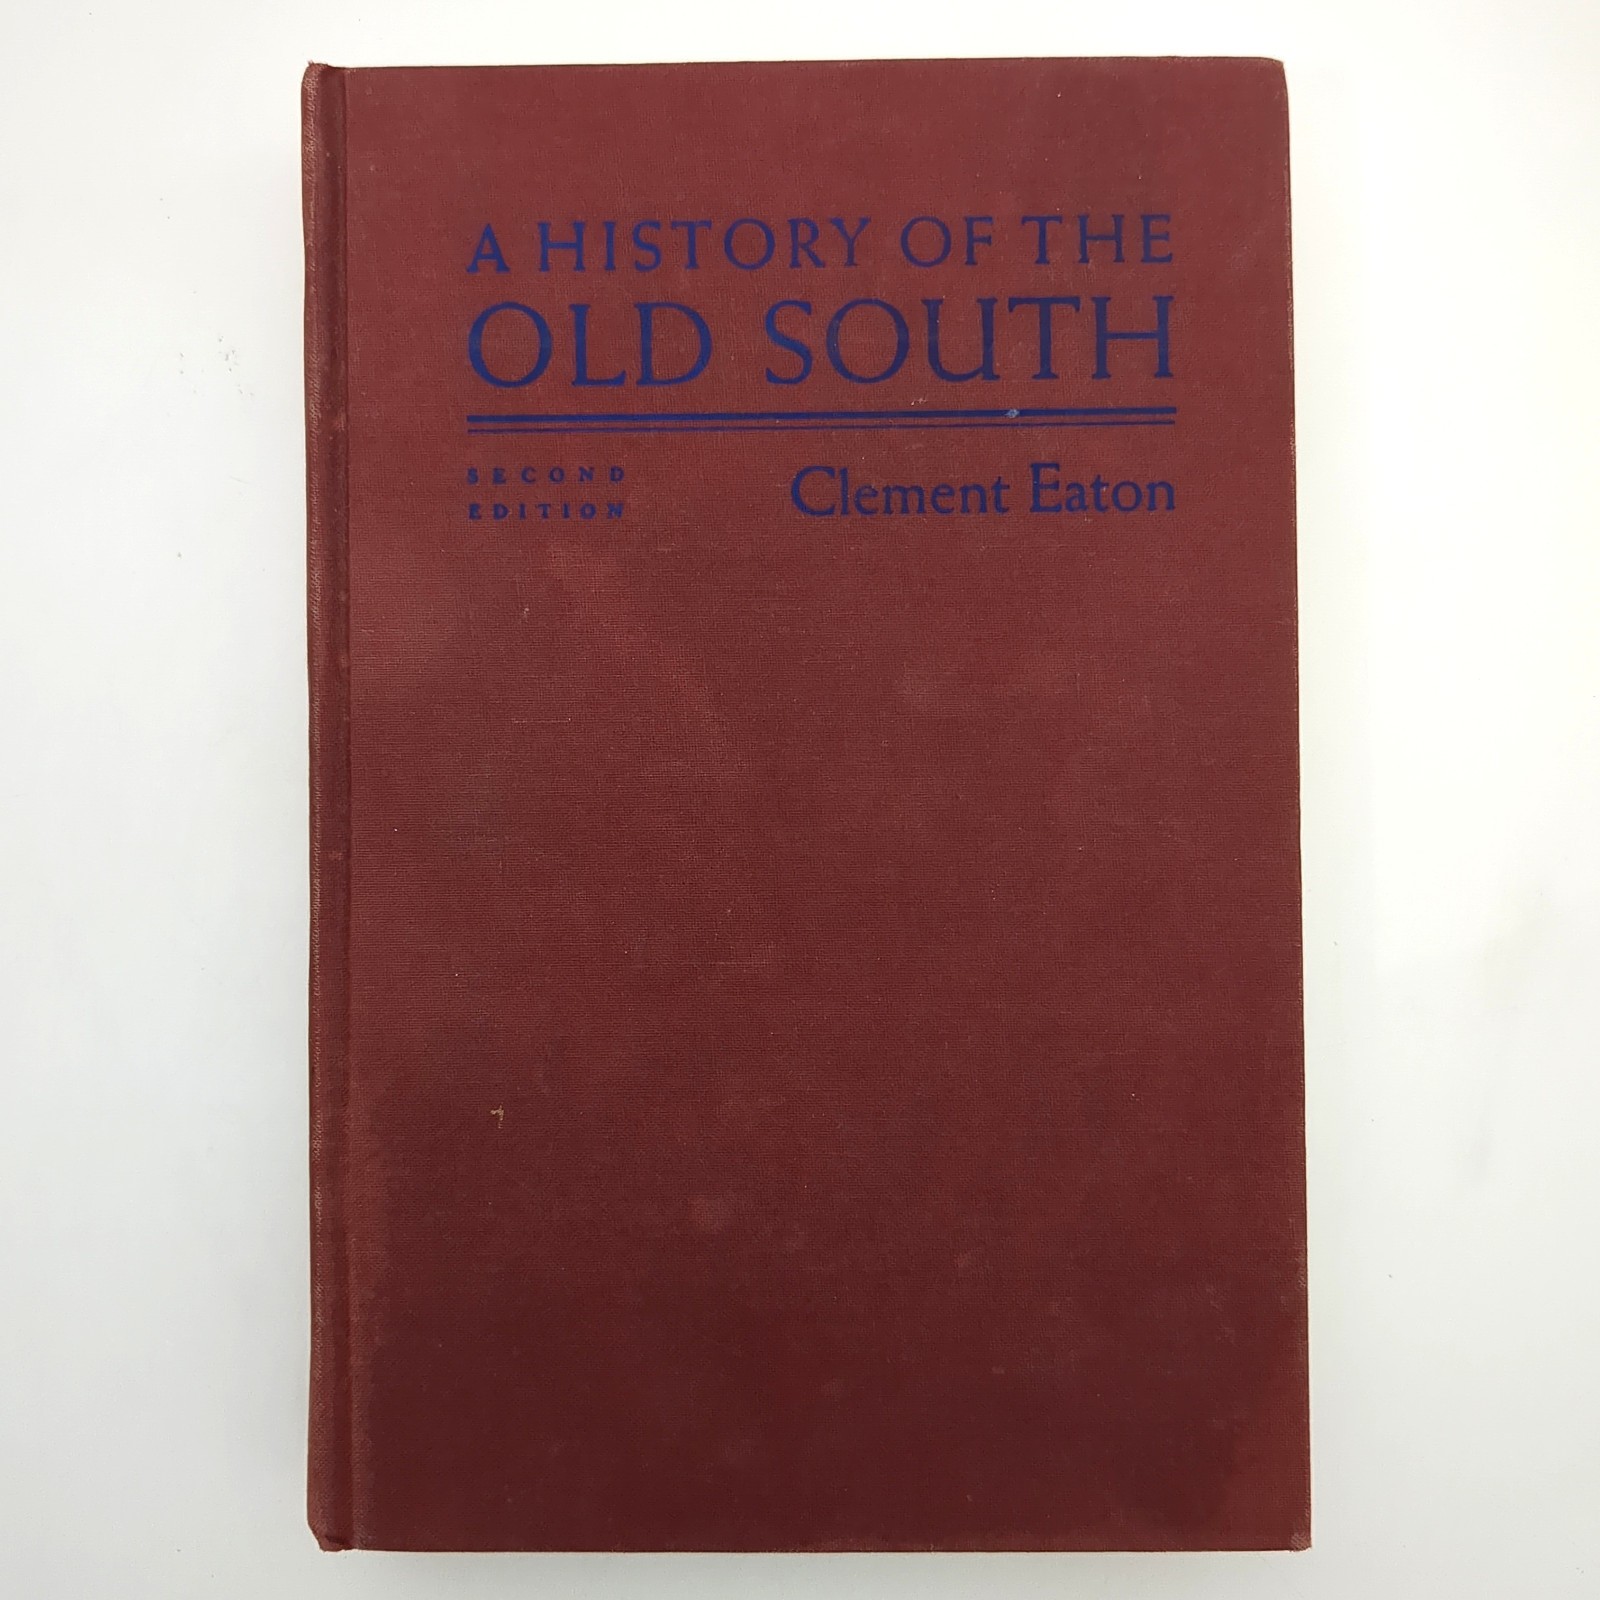 A HISTORY OF THE
OLD SOUTH
SECOND
EDITION
Clement Eaton